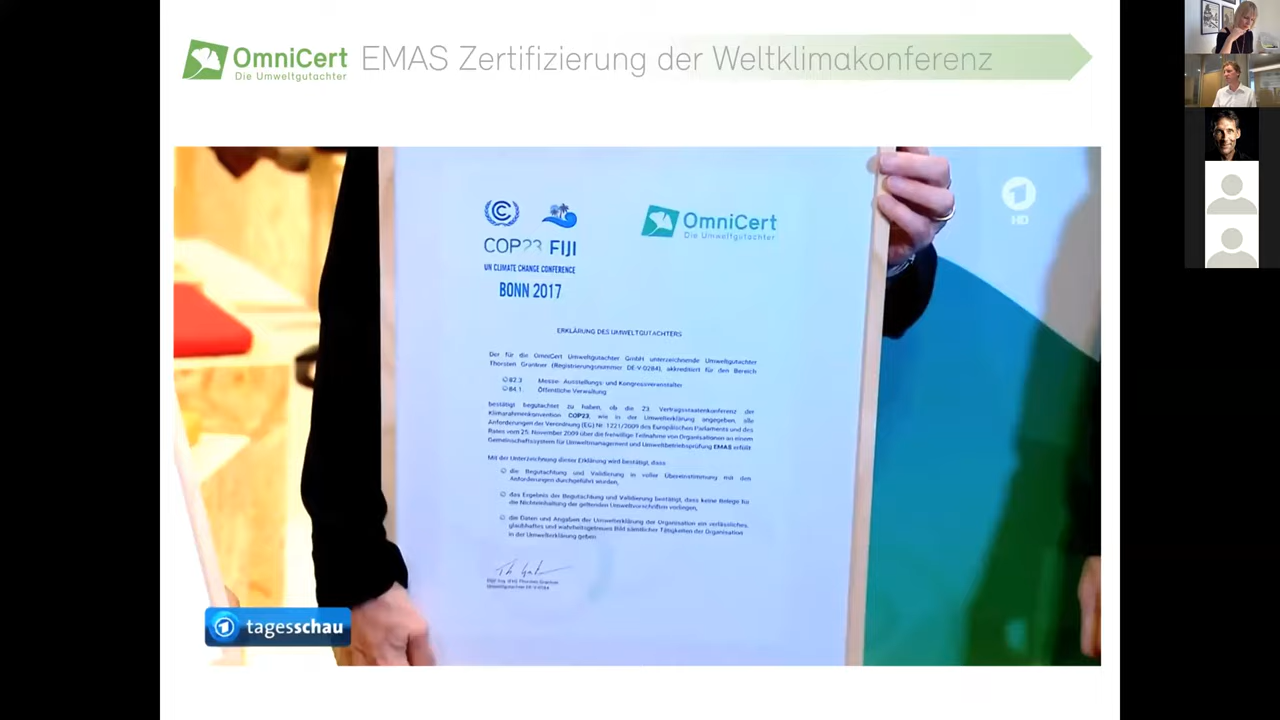 OmniCert
Die Umweltgutachter
EMAS Zertifizierung der Weltklimakonferenz
1
HD
COP23 FIJI
UN CLIMATE CHANGE CONFERENCE
BONN 2017
OmniCert
Die Umweltgutachter
ERKLÄRUNG DES UMWELTGUTACHTERS
Der für die OmniCert Umweltgutachter GmbH unterzeichnende Umweltgutachter
Thorsten Grantner (Registrierungsnummer DE-V-0284), akkreditiert für den Bereich
82.3 Messe- Ausstellungs- und Kongressveranstalter
84.1. Öffentliche Verwaltung
bestätigt begutachtet zu haben, ob die 23. Vertragsstaatenkonferenz der
Klimarahmenkonvention COP23, wie in der Umwelterklärung angegeben, alle
Anforderungen der Verordnung (EG) Nr. 1221/2009 des Europäischen Parlaments und des
Rates vom 25. November 2009 über die freiwillige Teilnahme von Organisationen an einem
Gemeinschaftssystem für Umweltmanagement und Umweltbetriebsprüfung EMAS erfüllt
Mit der Unterzeichnung dieser Erklärung wird bestätigt, dass
die Begutachtung und Validierung in voller Übereinstimmung mit den
Anforderungen durchgeführt wurden,
das Ergebnis der Begutachtung und Validierung bestätigt, dass keine Belege für
die Nichteinhaltung der geltenden Umweltvorschriften vorliegen,
die Daten und Angaben der Umwelterklärung der Organisation ein verlässliches,
glaubhaftes und wahrheitsgetreues Bild sämtlicher Tätigkeiten der Organisation
in der Umwelterklärung geben.
Thorsten Grantner
Umweltgutachter DE-V-0284
1 tagesschau